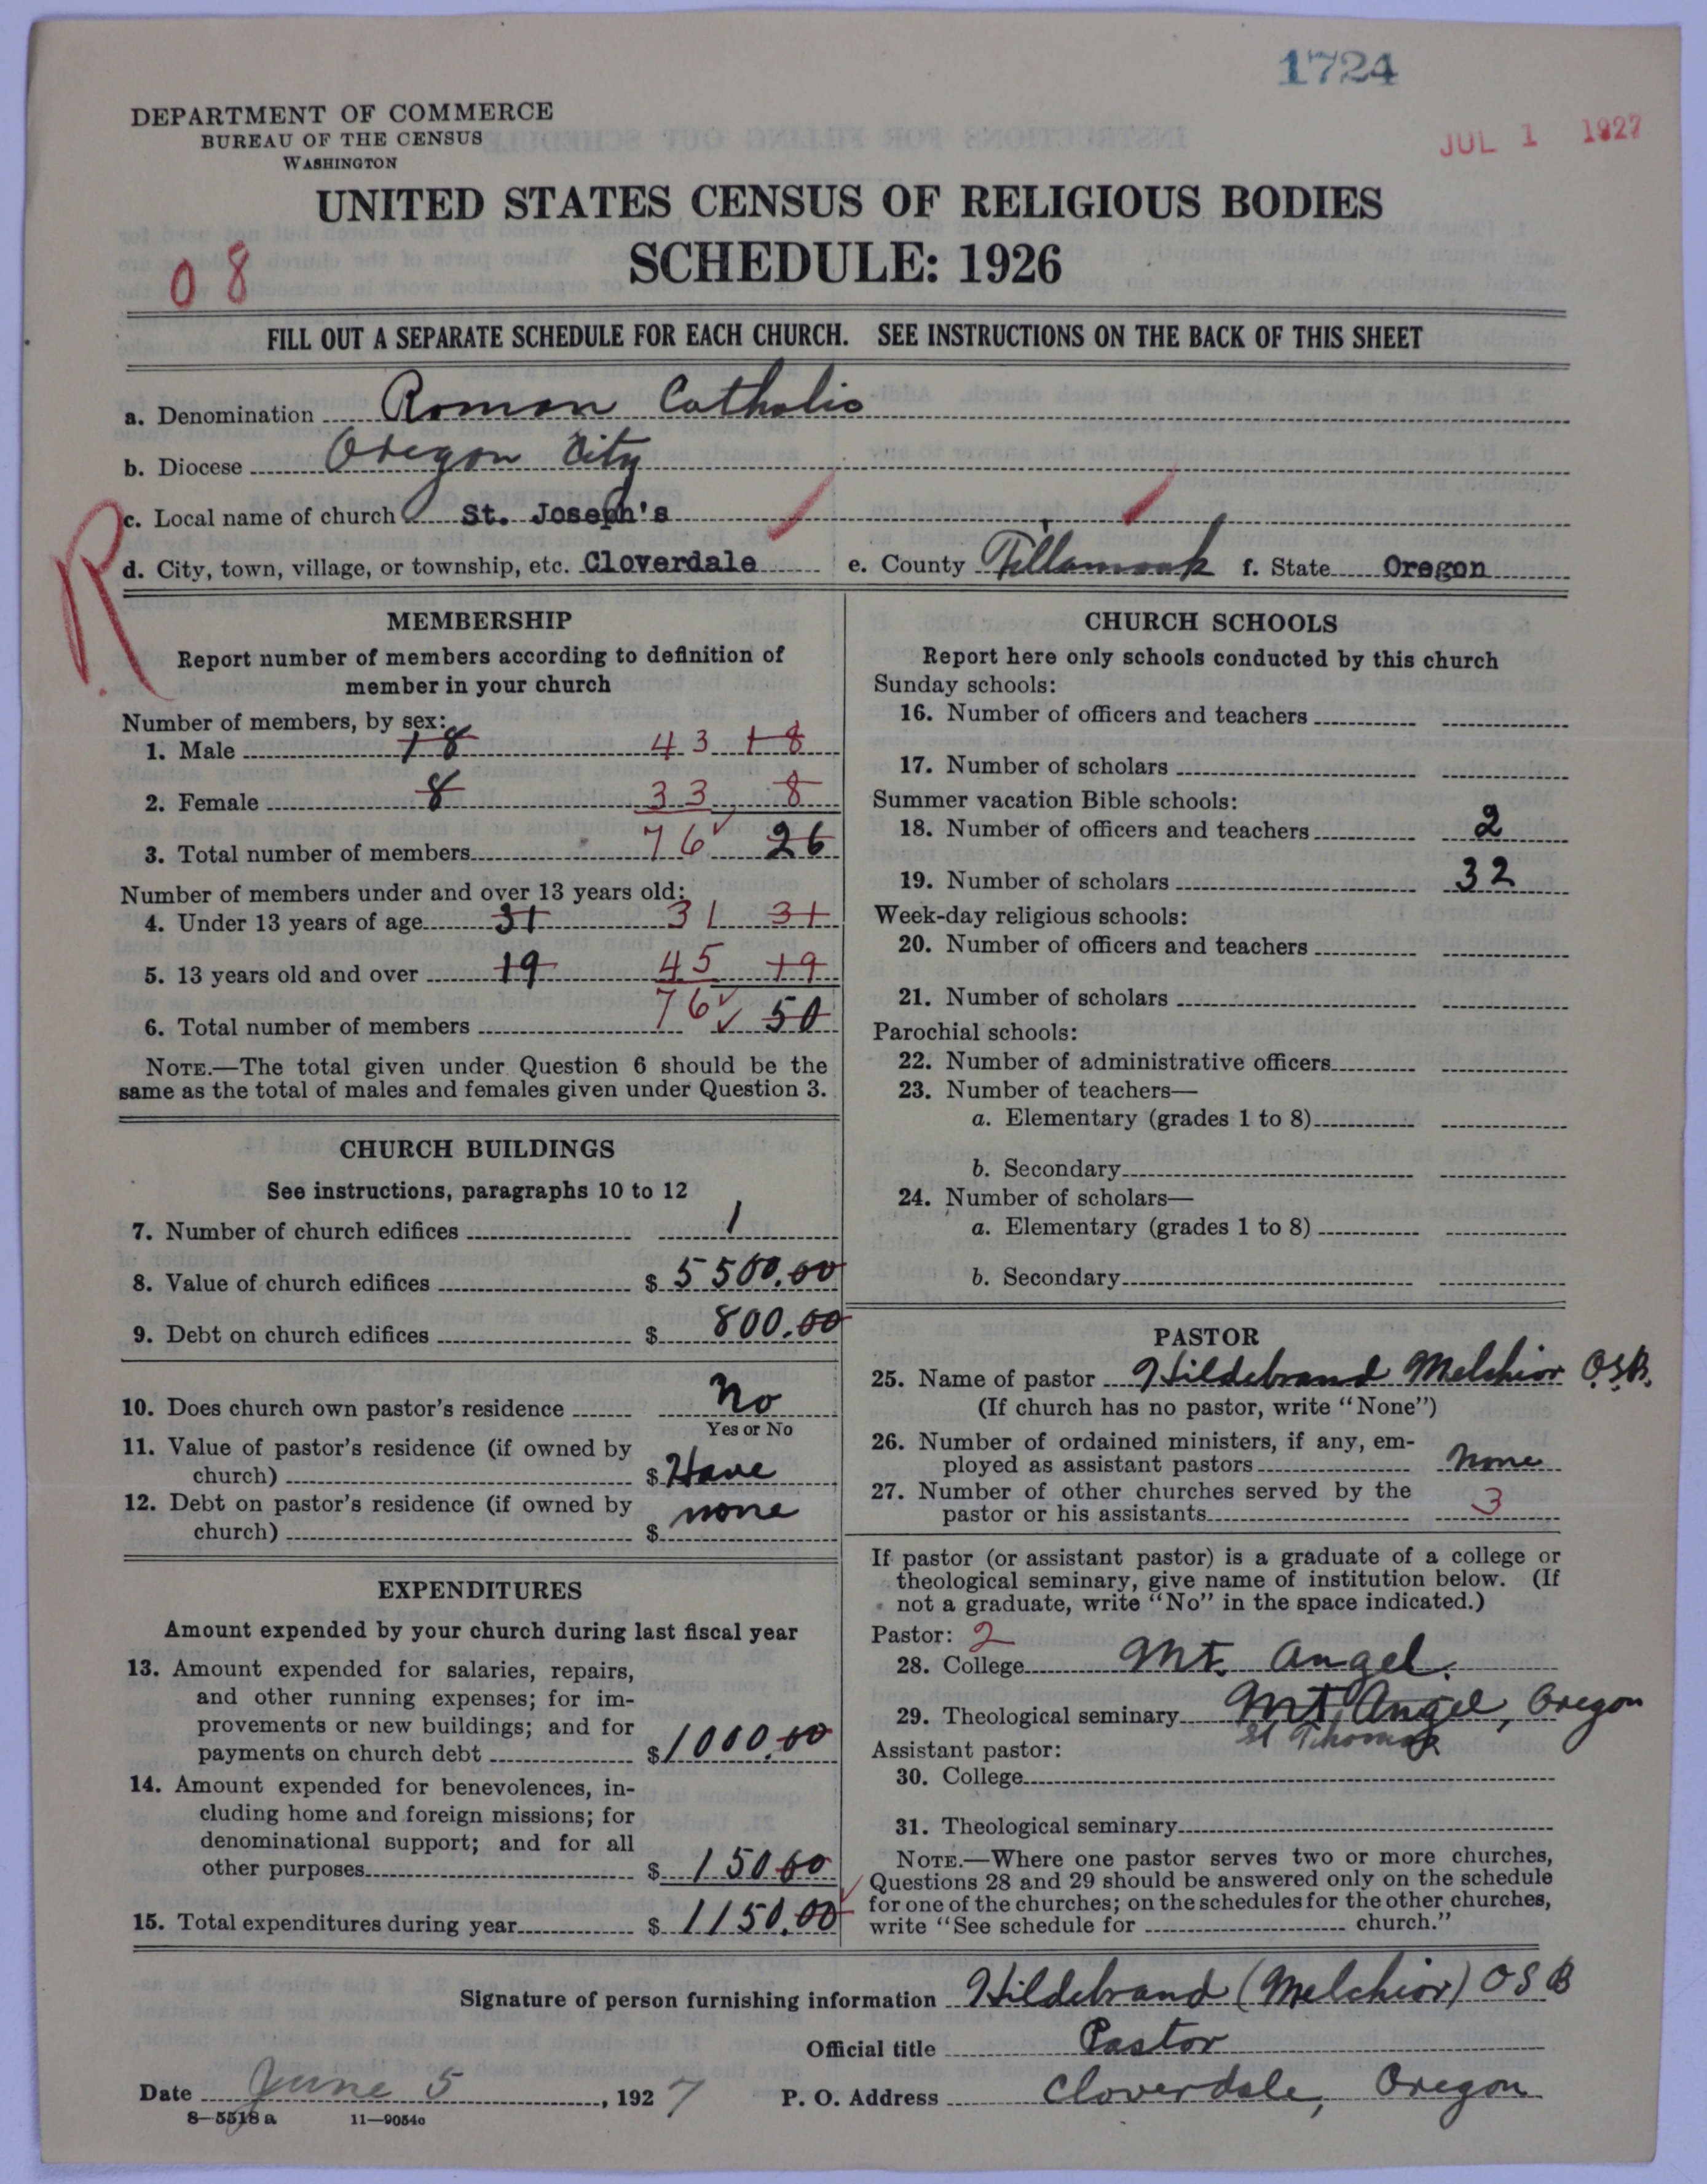 1724
JUL 1 1927
DEPARTMENT OF COMMERCE
BUREAU OF THE CENSUS
WASHINGTON
UNITED STATES CENSUS OF RELIGIOUS BODIES
SCHEDULE: 1926
08
FILL OUT A SEPARATE SCHEDULE FOR EACH CHURCH. SEE INSTRUCTIONS ON THE BACK OF THIS SHEET
a. Denomination Roman Catholic
b. Diocese Oregon City
R
c. Local name of church St. Joseph's
d. City, town, village, or township, etc. Cloverdale e. County Tillamook f. State Oregon
MEMBERSHIP
Report number of members according to definition of
member in your church
Number of members, by sex:
1. Male 18 43 18
2. Female 8 33 8
3. Total number of members 76 26
Number of members under and over 13 years old:
4. Under 13 years of age 31 31 31
5. 13 years old and over 19 45 19
6. Total number of members 76 50
NOTE.—The total given under Question 6 should be the
same as the total of males and females given under Question 3.
CHURCH BUILDINGS
See instructions, paragraphs 10 to 12
7. Number of church edifices 1
8. Value of church edifices $ 5500.00
9. Debt on church edifices $ 800.00
10. Does church own pastor's residence No
Yes or No
11. Value of pastor's residence (if owned by
church) $ Have
12. Debt on pastor's residence (if owned by
church) $ none
EXPENDITURES
Amount expended by your church during last fiscal year
13. Amount expended for salaries, repairs,
and other running expenses; for im-
provements or new buildings; and for
payments on church debt $ 1000.00
14. Amount expended for benevolences, in-
cluding home and foreign missions; for
denominational support; and for all
other purposes $ 150.00
15. Total expenditures during year $ 1150.00
CHURCH SCHOOLS
Report here only schools conducted by this church
Sunday schools:
16. Number of officers and teachers
17. Number of scholars
Summer vacation Bible schools:
18. Number of officers and teachers 2
19. Number of scholars 32
Week-day religious schools:
20. Number of officers and teachers
21. Number of scholars
Parochial schools:
22. Number of administrative officers
23. Number of teachers—
a. Elementary (grades 1 to 8)
b. Secondary
24. Number of scholars—
a. Elementary (grades 1 to 8)
b. Secondary
PASTOR
25. Name of pastor Hildebrand Melchior O.S.B.
(If church has no pastor, write "None")
26. Number of ordained ministers, if any, em-
ployed as assistant pastors None
27. Number of other churches served by the
pastor or his assistants 3
If pastor (or assistant pastor) is a graduate of a college or
theological seminary, give name of institution below. (If
not a graduate, write "No" in the space indicated.)
Pastor: 2
28. College Mt. Angel.
29. Theological seminary Mt. Angel, Oregon
St Thomas
Assistant pastor:
30. College
31. Theological seminary
NOTE.—Where one pastor serves two or more churches,
Questions 28 and 29 should be answered only on the schedule
for one of the churches; on the schedules for the other churches,
write "See schedule for church."
Signature of person furnishing information Hildebrand (Melchior) OSB
Official title Pastor
Date June 5, 1927 P. O. Address Cloverdale, Oregon
8—5518 a 11—9054c